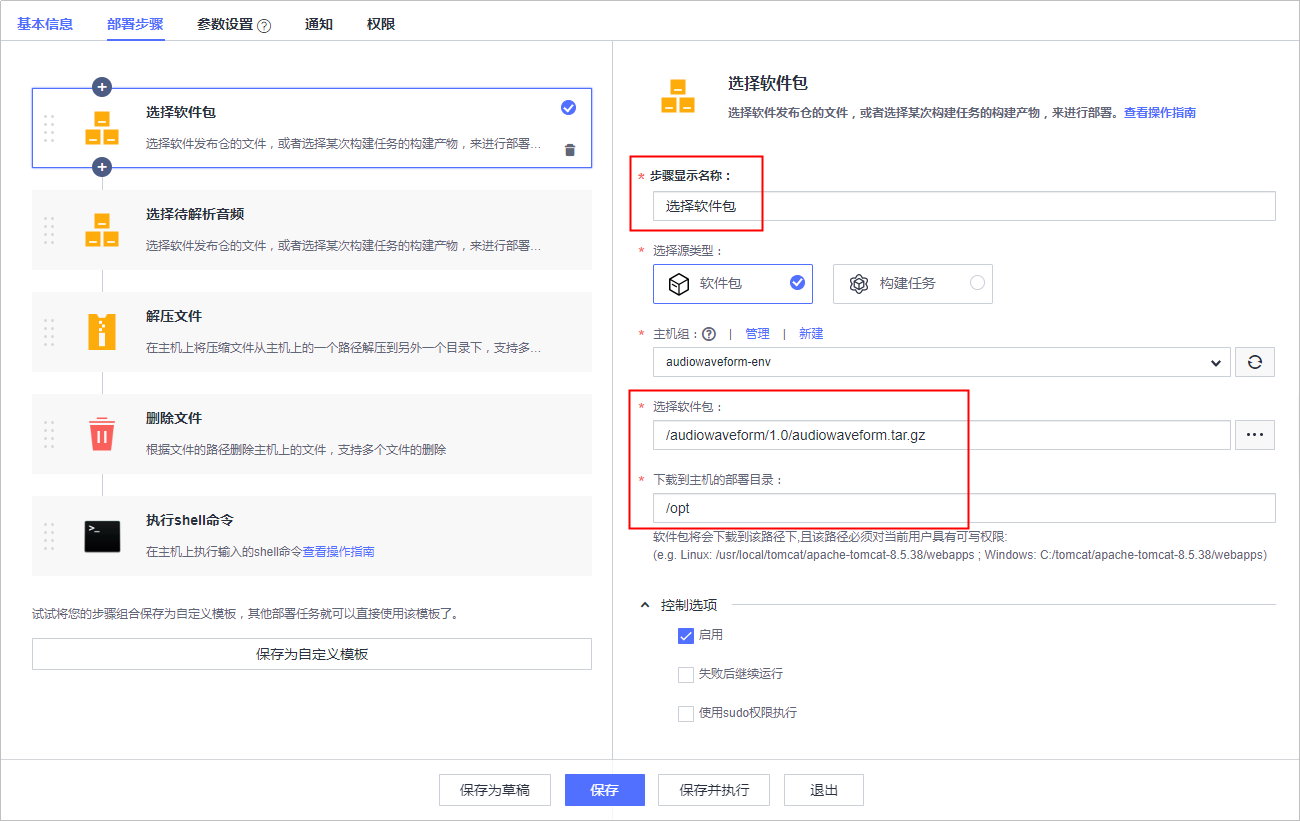 基本信息
部署步骤
参数设置 ?
通知
权限
选择软件包
选择软件发布仓的文件，或者选择某次构建任务的构建产物，来进行部署...
选择待解析音频
选择软件发布仓的文件，或者选择某次构建任务的构建产物，来进行部署...
解压文件
在主机上将压缩文件从主机上的一个路径解压到另外一个目录下，支持多...
删除文件
根据文件的路径删除主机上的文件，支持多个文件的删除
>_
执行shell命令
在主机上执行输入的shell命令查看操作指南
试试将您的步骤组合保存为自定义模板，其他部署任务就可以直接使用该模板了。
保存为自定义模板
选择软件包
选择软件发布仓的文件，或者选择某次构建任务的构建产物，来进行部署。查看操作指南
* 步骤显示名称：
选择软件包
* 选择源类型：
软件包
构建任务
* 主机组：? | 管理 | 新建
audiowaveform-env
* 选择软件包：
/audiowaveform/1.0/audiowaveform.tar.gz
...
* 下载到主机的部署目录：
/opt
软件包将会下载到该路径下,且该路径必须对当前用户具有可写权限:
(e.g. Linux: /usr/local/tomcat/apache-tomcat-8.5.38/webapps ; Windows: C:/tomcat/apache-tomcat-8.5.38/webapps)
控制选项
启用
失败后继续运行
使用sudo权限执行
保存为草稿
保存
保存并执行
退出